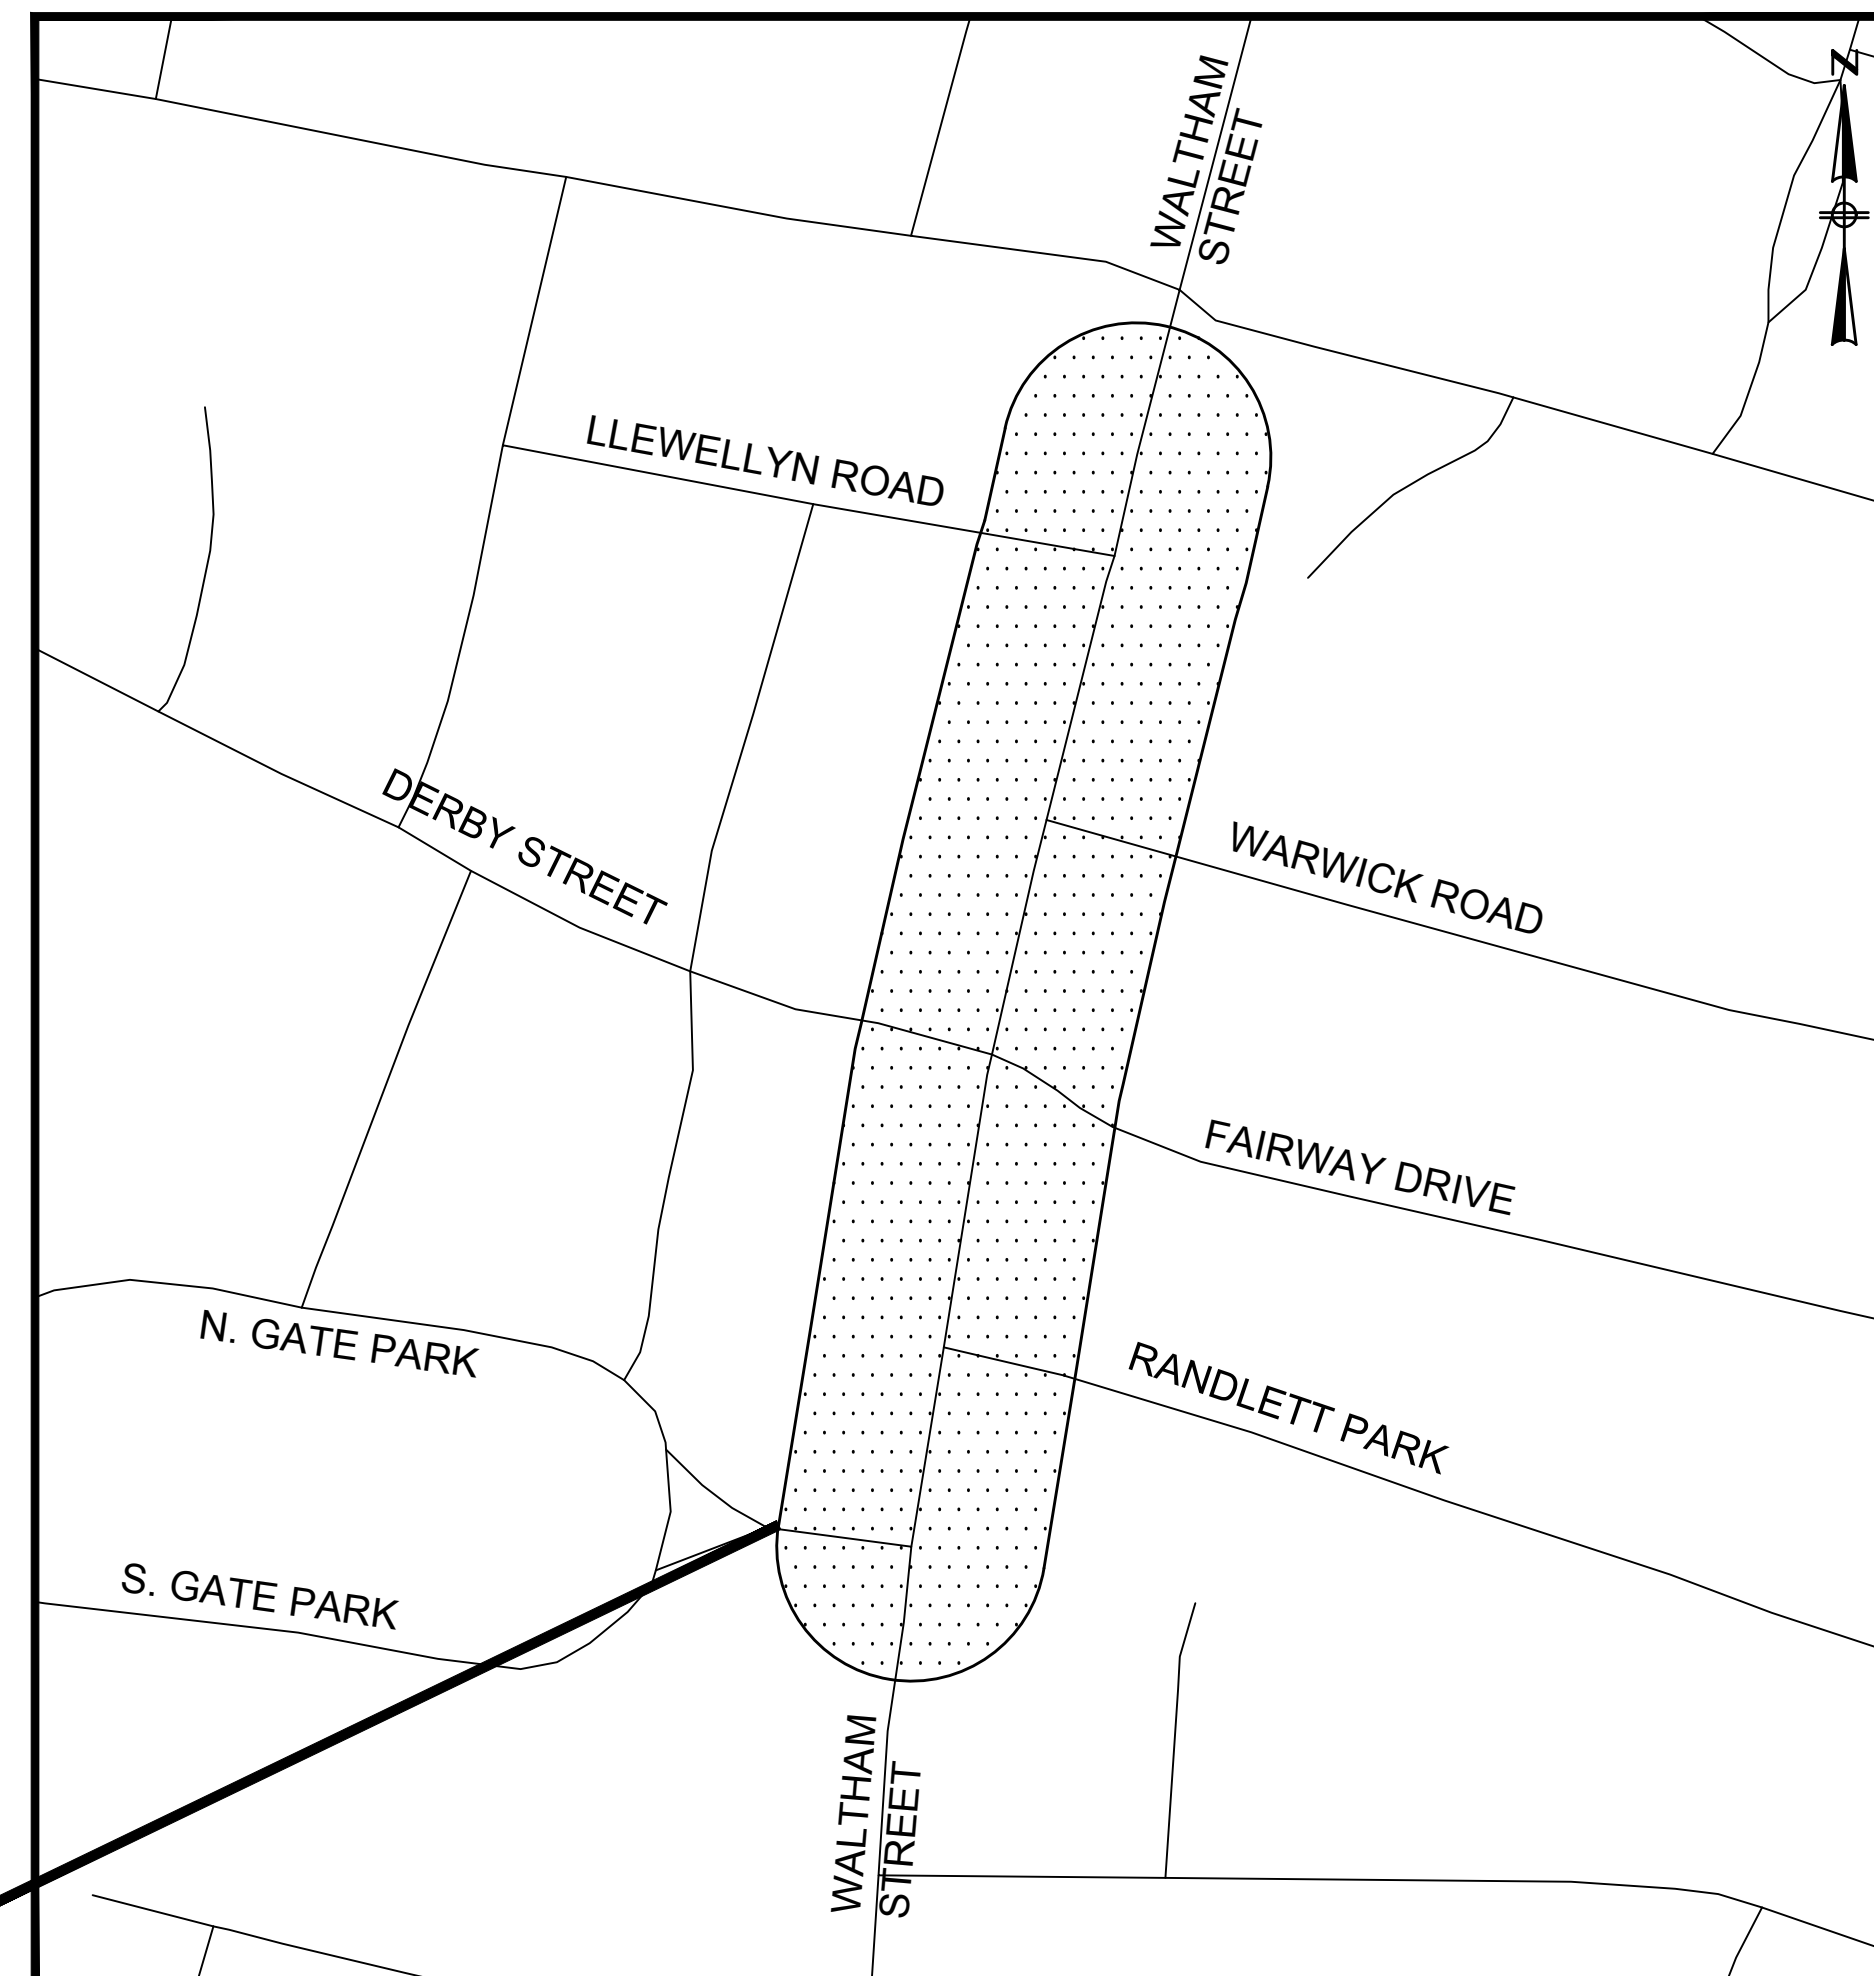 N
WALTHAM
STREET
LLEWELLYN ROAD
DERBY STREET
WARWICK ROAD
FAIRWAY DRIVE
N. GATE PARK
RANDLETT PARK
S. GATE PARK
WALTHAM
STREET